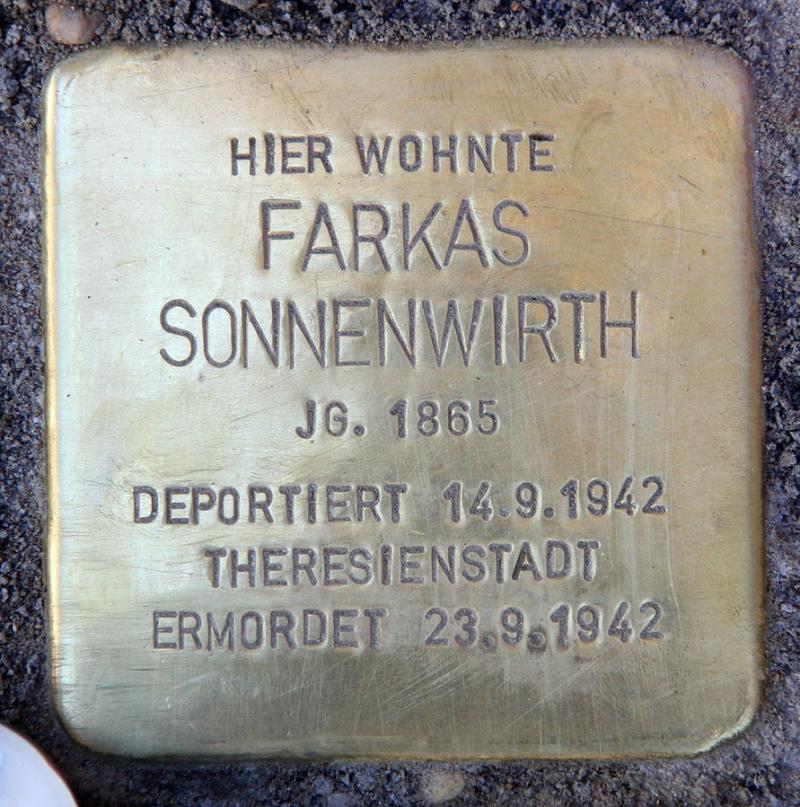 HIER WOHNTE
FARKAS
SONNENWIRTH
JG. 1865
DEPORTIERT 14.9.1942
THERESIENSTADT
ERMORDET 23.9.1942